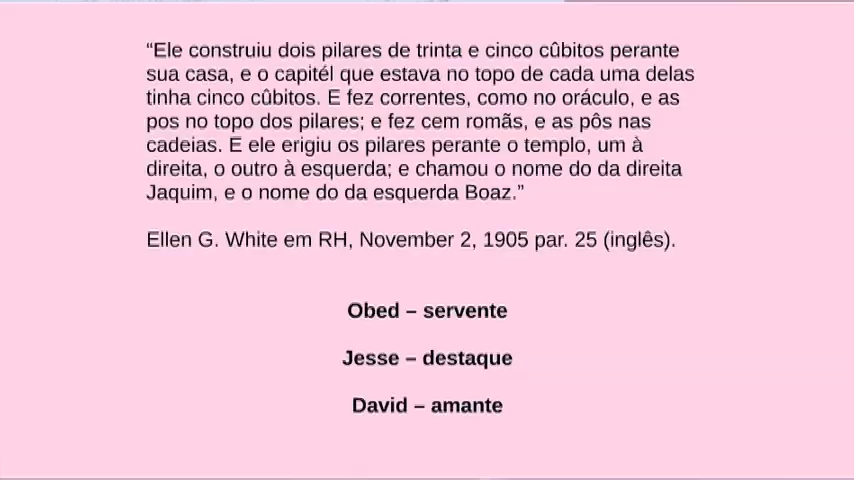 “Ele construiu dois pilares de trinta e cinco cûbitos perante
sua casa, e o capitél que estava no topo de cada uma delas
tinha cinco cûbitos. E fez correntes, como no oráculo, e as
pos no topo dos pilares; e fez cem romãs, e as pôs nas
cadeias. E ele erigiu os pilares perante o templo, um à
direita, o outro à esquerda; e chamou o nome do da direita
Jaquim, e o nome do da esquerda Boaz.”
Ellen G. White em RH, November 2, 1905 par. 25 (inglês).
Obed – servente
Jesse – destaque
David – amante